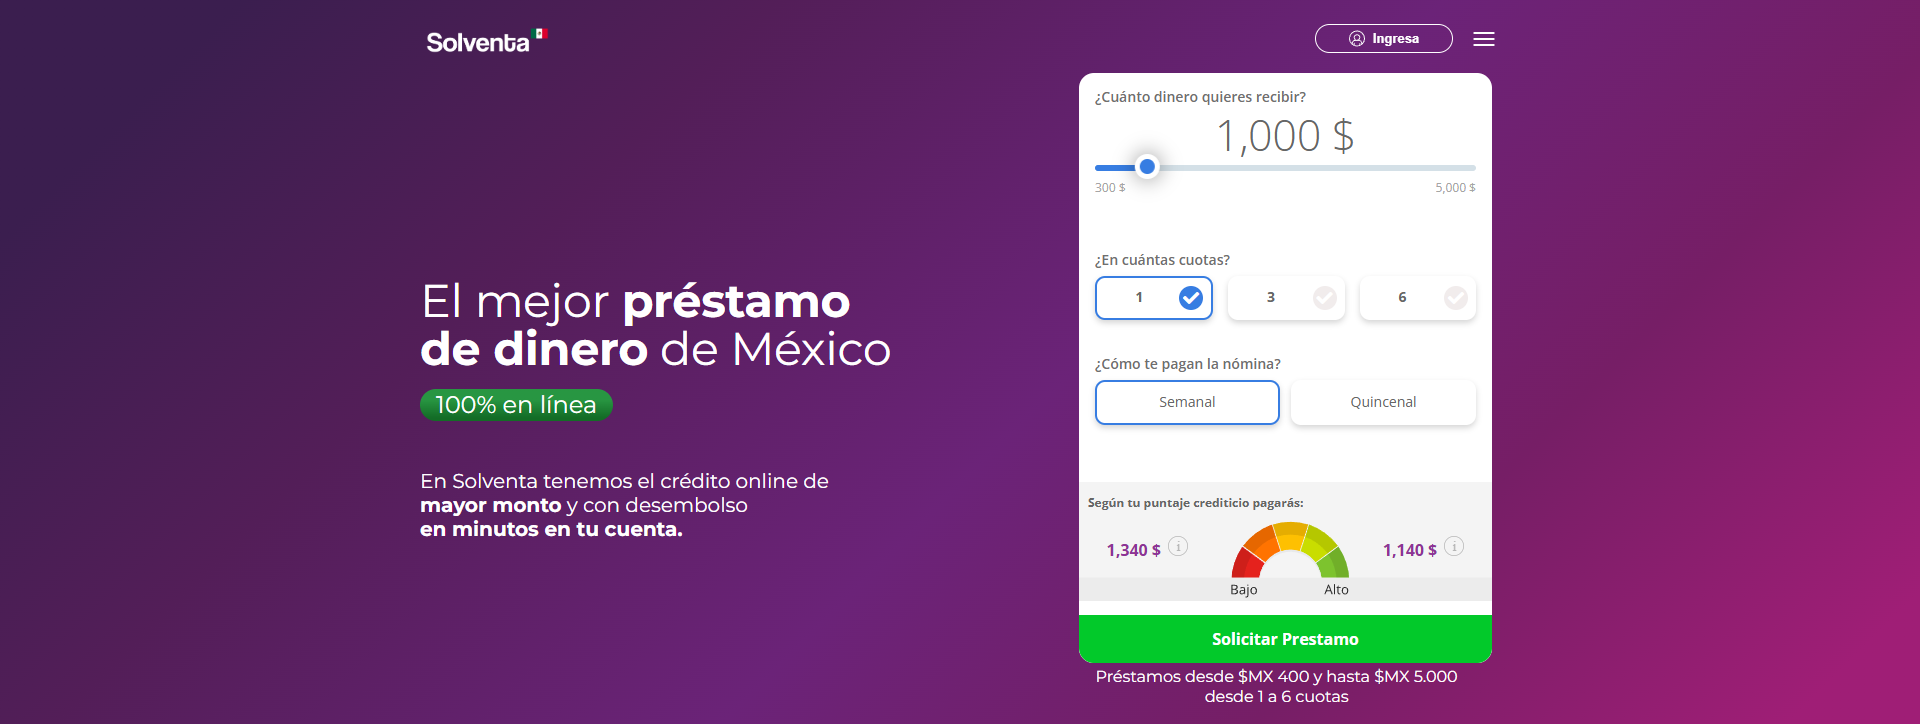 Solventa
Ingresa
El mejor préstamo
de dinero de México
100% en línea
En Solventa tenemos el crédito online de
mayor monto y con desembolso
en minutos en tu cuenta.
¿Cuánto dinero quieres recibir?
1,000 $
300 $ 5,000 $
¿En cuántas cuotas?
1 3 6
¿Cómo te pagan la nómina?
Semanal Quincenal
Según tu puntaje crediticio pagarás:
1,340 $ i 1,140 $ i
Bajo Alto
Solicitar Prestamo
Préstamos desde $MX 400 y hasta $MX 5.000
desde 1 a 6 cuotas